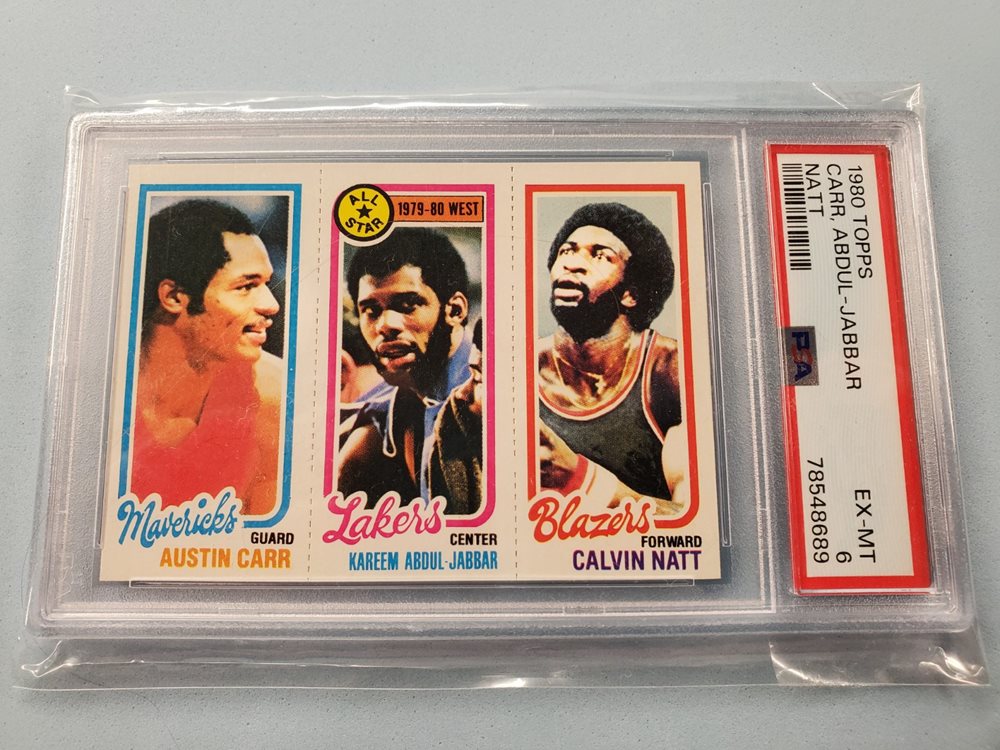 ALL
STAR
1979-80 WEST
Mavericks
GUARD
AUSTIN CARR
Lakers
CENTER
KAREEM ABDUL-JABBAR
Blazers
FORWARD
CALVIN NATT
1980 TOPPS
CARR, ABDUL-JABBAR
NATT
PSA
EX-MT
6
78548689